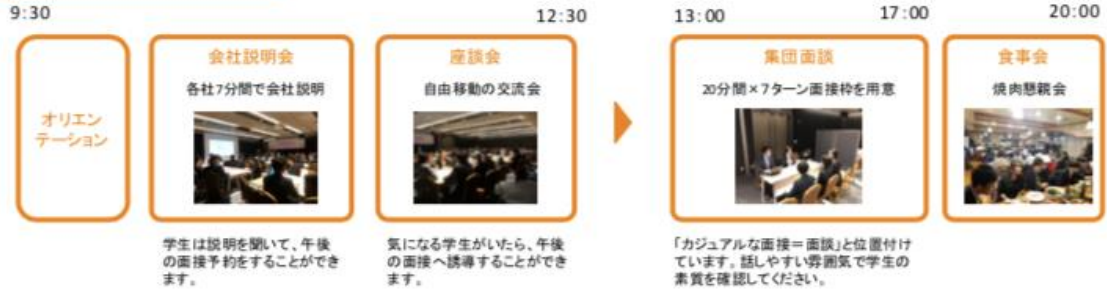 9:30
12:30
13:00
17:00
20:00
オリエン
テーション
会社説明会
各社7分間で会社説明
座談会
自由移動の交流会
集団面談
20分間×7ターン面接枠を用意
食事会
焼肉懇親会
学生は説明を聞いて、午後
の面接予約をすることができ
ます。
気になる学生がいたら、午後
の面接へ誘導することができ
ます。
「カジュアルな面接＝面談」と位置付け
ています。話しやすい雰囲気で学生の
素質を確認してください。